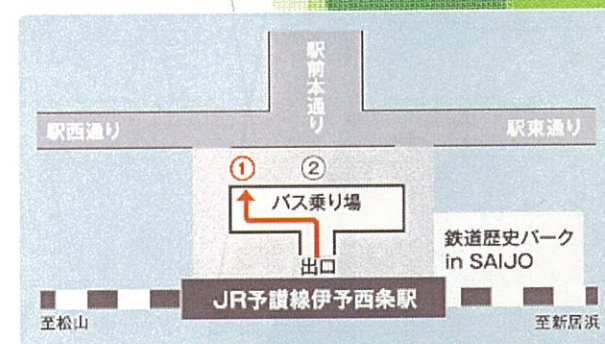 駅前本通り
駅西通り
駅東通り
① ②
バス乗り場
出口
鉄道歴史パーク
in SAIJO
JR予讃線伊予西条駅
至松山
至新居浜